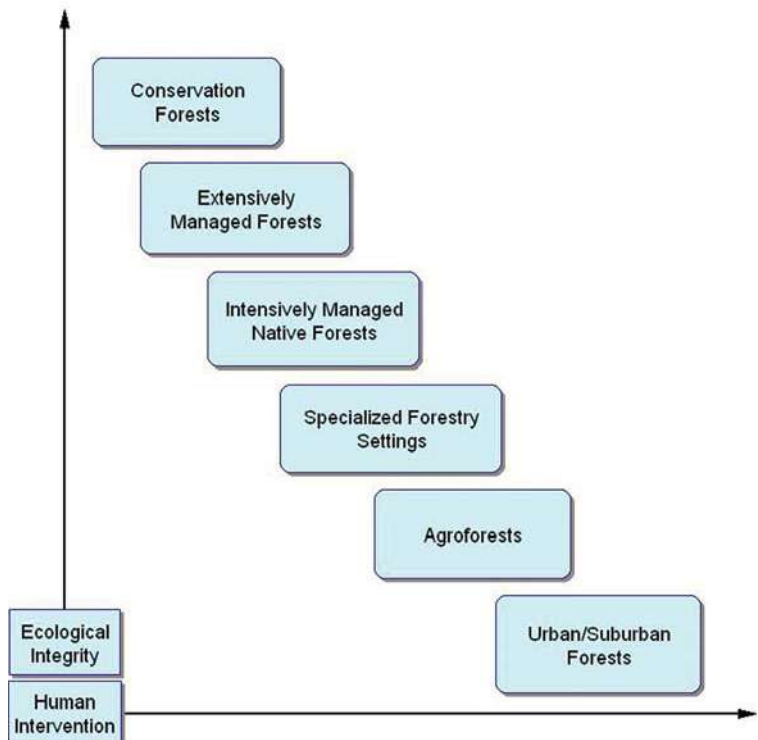 Conservation
Forests
Extensively
Managed Forests
Intensively Managed
Native Forests
Specialized Forestry
Settings
Agroforests
Urban/Suburban
Forests
Ecological
Integrity
Human
Intervention